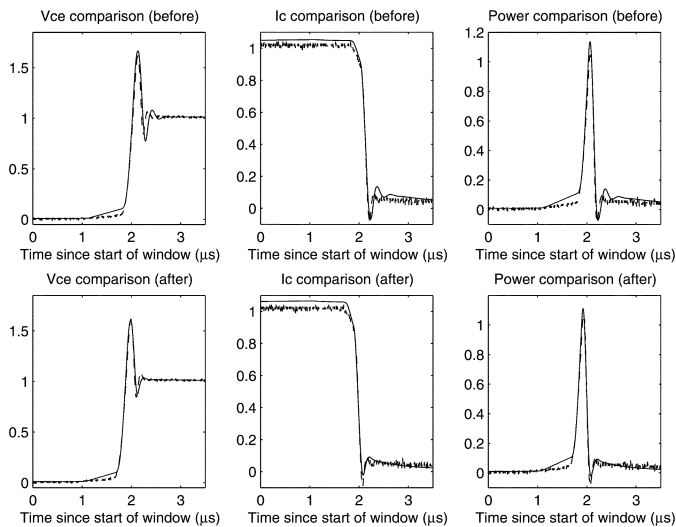 Vce comparison (before)
Ic comparison (before)
Power comparison (before)
1.5
1
0.5
0
0 1 2 3
1
0.8
0.6
0.4
0.2
0
0 1 2 3
1.2
1
0.8
0.6
0.4
0.2
0
0 1 2 3
Time since start of window (μs)
Time since start of window (μs)
Time since start of window (μs)
Vce comparison (after)
Ic comparison (after)
Power comparison (after)
1.5
1
0.5
0
0 1 2 3
1
0.8
0.6
0.4
0.2
0
0 1 2 3
1
0.8
0.6
0.4
0.2
0
0 1 2 3
Time since start of window (μs)
Time since start of window (μs)
Time since start of window (μs)